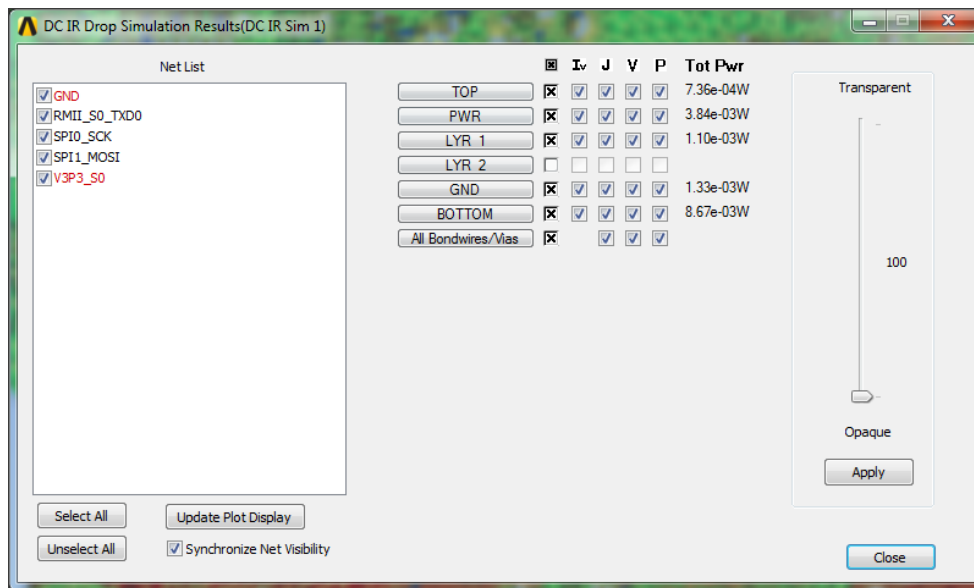 DC IR Drop Simulation Results(DC IR Sim 1)
Net List
GND
RMII_S0_TXD0
SPI0_SCK
SPI1_MOSI
V3P3_S0
Select All
Update Plot Display
Unselect All
Synchronize Net Visibility
Iv J V P Tot Pwr
TOP 7.36e-04W
PWR 3.84e-03W
LYR 1 1.10e-03W
LYR 2
GND 1.33e-03W
BOTTOM 8.67e-03W
All Bondwires/Vias
Transparent
100
Opaque
Apply
Close